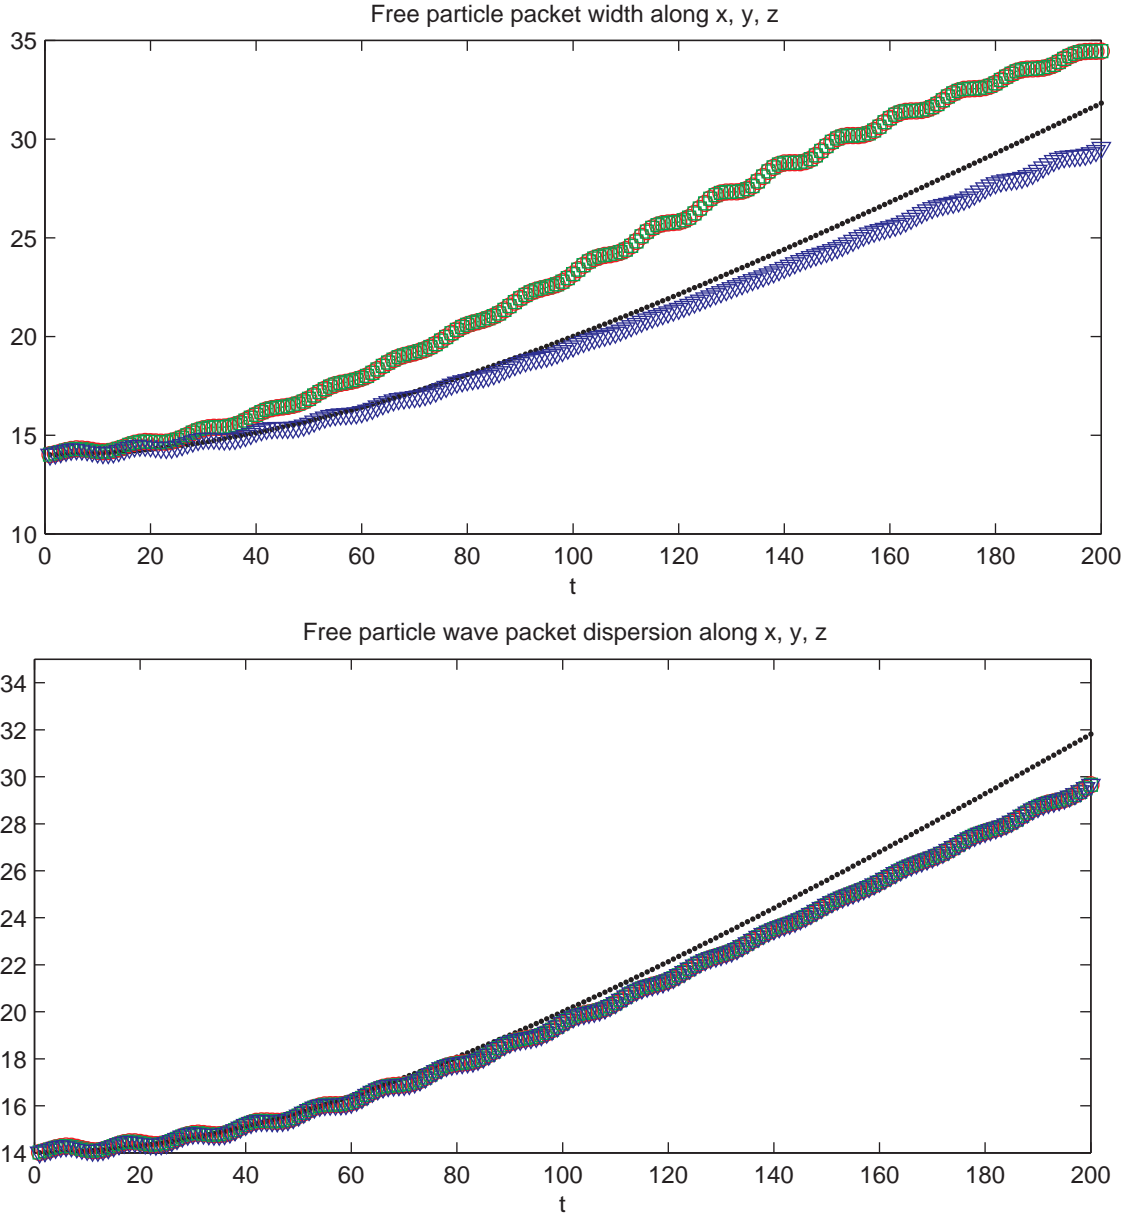 Free particle packet width along x, y, z
35
30
25
20
15
10
0 20 40 60 80 100 120 140 160 180 200
t
Free particle wave packet dispersion along x, y, z
34
32
30
28
26
24
22
20
18
16
14
0 20 40 60 80 100 120 140 160 180 200
t